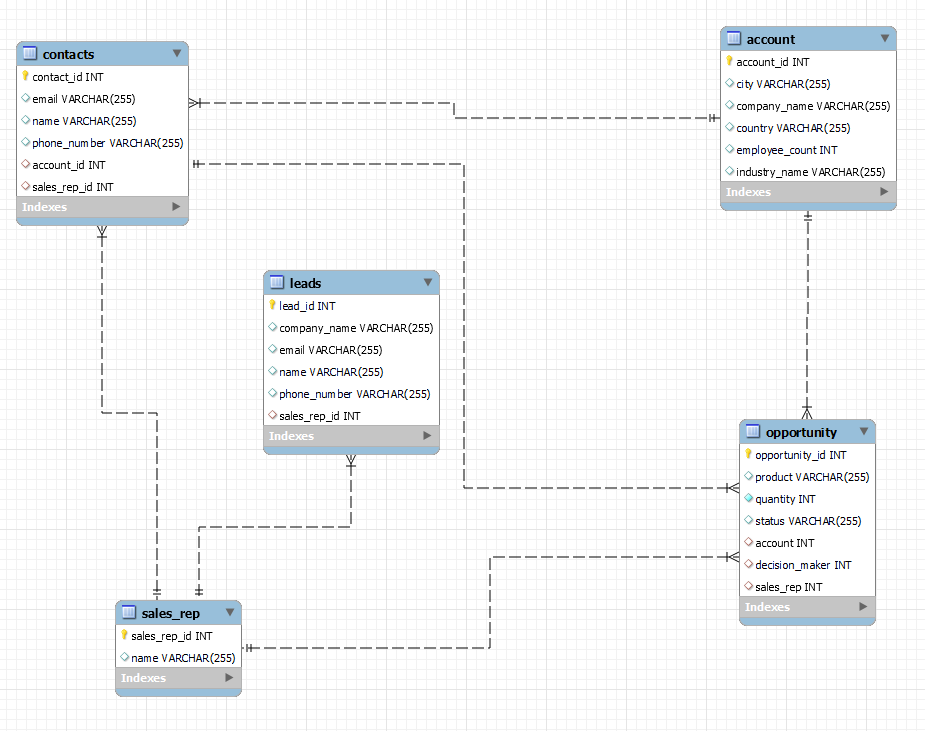 contacts
contact_id INT
email VARCHAR(255)
name VARCHAR(255)
phone_number VARCHAR(255)
account_id INT
sales_rep_id INT
Indexes
account
account_id INT
city VARCHAR(255)
company_name VARCHAR(255)
country VARCHAR(255)
employee_count INT
industry_name VARCHAR(255)
Indexes
leads
lead_id INT
company_name VARCHAR(255)
email VARCHAR(255)
name VARCHAR(255)
phone_number VARCHAR(255)
sales_rep_id INT
Indexes
opportunity
opportunity_id INT
product VARCHAR(255)
quantity INT
status VARCHAR(255)
account INT
decision_maker INT
sales_rep INT
Indexes
sales_rep
sales_rep_id INT
name VARCHAR(255)
Indexes